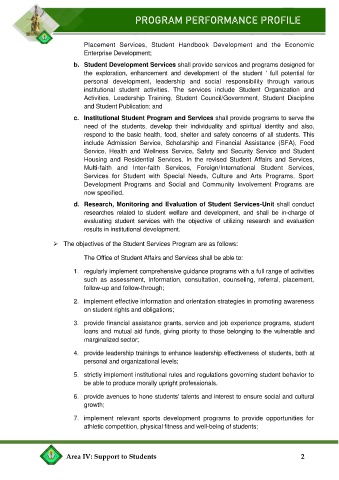 PROGRAM PERFORMANCE PROFILE
Placement Services, Student Handbook Development and the Economic
Enterprise Development;
b. Student Development Services shall provide services and programs designed for
the exploration, enhancement and development of the student ' full potential for
personal development, leadership and social responsibility through various
institutional student activities. The services include Student Organization and
Activities, Leadership Training, Student Council/Government, Student Discipline
and Student Publication; and
c. Institutional Student Program and Services shall provide programs to serve the
need of the students, develop their individuality and spiritual identity and also,
respond to the basic health, food, shelter and safety concerns of all students. This
include Admission Service, Scholarship and Financial Assistance (SFA), Food
Service, Health and Wellness Service, Safety and Security Service and Student
Housing and Residential Services. In the revised Student Affairs and Services,
Multi-faith and Inter-faith Services, Foreign/International Student Services,
Services for Student with Special Needs, Culture and Arts Programs, Sport
Development Programs and Social and Community Involvement Programs are
now specified.
d. Research, Monitoring and Evaluation of Student Services-Unit shall conduct
researches related to student welfare and development, and shall be in-charge of
evaluating student services with the objective of utilizing research and evaluation
results in institutional development.
➢ The objectives of the Student Services Program are as follows:
The Office of Student Affairs and Services shall be able to:
1. regularly implement comprehensive guidance programs with a full range of activities
such as assessment, information, consultation, counseling, referral, placement,
follow-up and follow-through;
2. implement effective information and orientation strategies in promoting awareness
on student rights and obligations;
3. provide financial assistance grants, service and job experience programs, student
loans and mutual aid funds, giving priority to those belonging to the vulnerable and
marginalized sector;
4. provide leadership trainings to enhance leadership effectiveness of students, both at
personal and organizational levels;
5. strictly implement institutional rules and regulations governing student behavior to
be able to produce morally upright professionals.
6. provide avenues to hone students' talents and interest to ensure social and cultural
growth;
7. implement relevant sports development programs to provide opportunities for
athletic competition, physical fitness and well-being of students;
Area IV: Support to Students 2